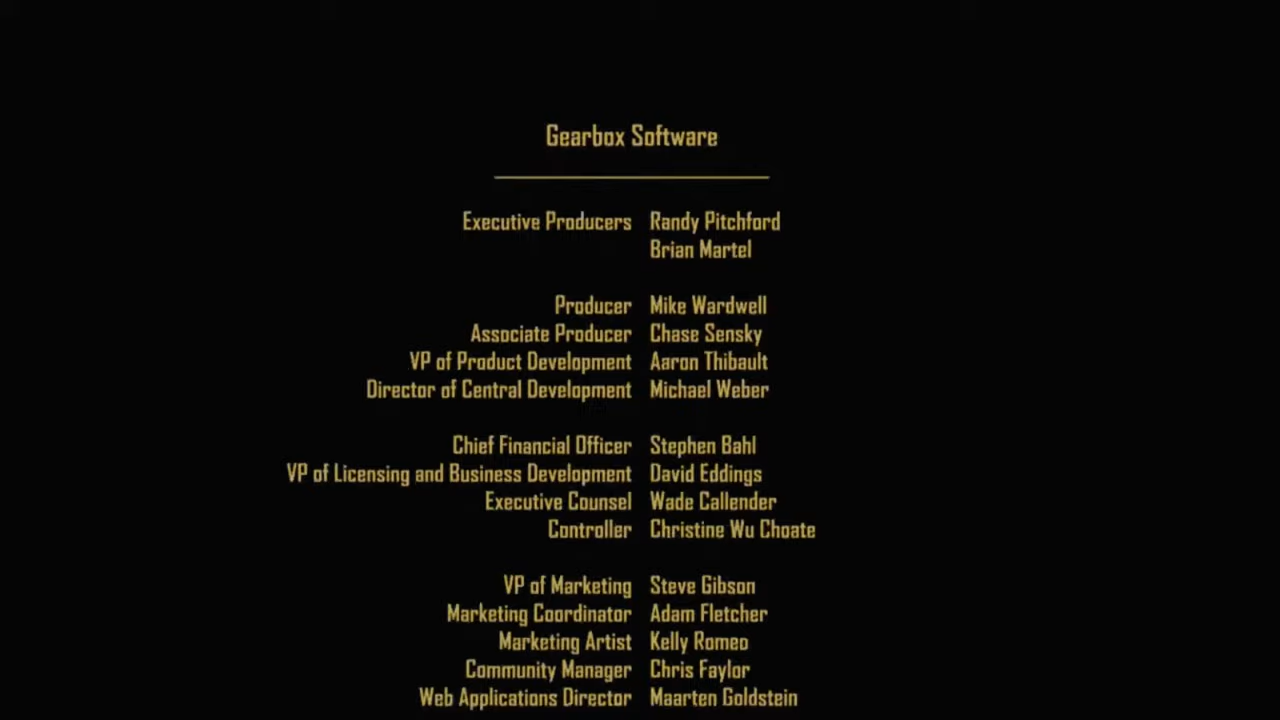 Gearbox Software
Executive Producers Randy Pitchford
Brian Martel
Producer Mike Wardwell
Associate Producer Chase Sensky
VP of Product Development Aaron Thibault
Director of Central Development Michael Weber
Chief Financial Officer Stephen Bahl
VP of Licensing and Business Development David Eddings
Executive Counsel Wade Callender
Controller Christine Wu Choate
VP of Marketing Steve Gibson
Marketing Coordinator Adam Fletcher
Marketing Artist Kelly Romeo
Community Manager Chris Faylor
Web Applications Director Maarten Goldstein